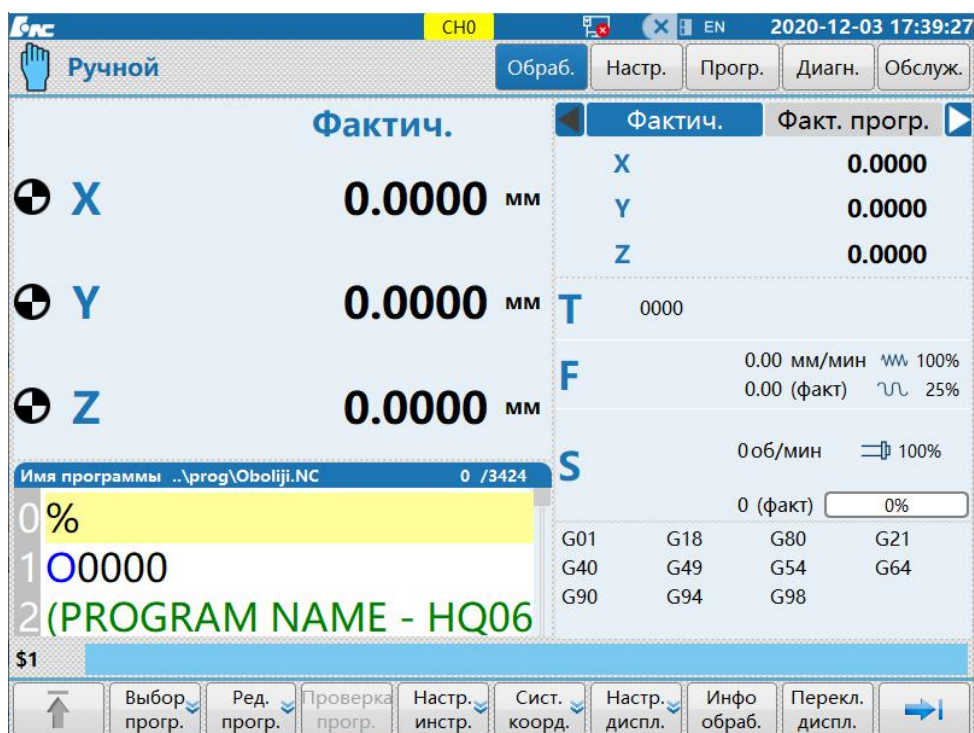 HNC CH0 EN 2020-12-03 17:39:27
Ручной Обраб. Настр. Прогр. Диагн. Обслуж.
Фактич.
X 0.0000 мм
Y 0.0000 мм
Z 0.0000 мм
Фактич. Факт. прогр.
X 0.0000
Y 0.0000
Z 0.0000
T 0000
F 0.00 мм/мин 100%
0.00 (факт) 25%
S 0 об/мин 100%
0 (факт) 0%
G01 G18 G80 G21
G40 G49 G54 G64
G90 G94 G98
Имя программы ..\prog\Oboliji.NC 0 /3424
0 %
1 O0000
2 (PROGRAM NAME - HQ06
$1
Выбор прогр.
Ред. прогр.
Проверка прогр.
Настр. инстр.
Сист. коорд.
Настр. диспл.
Инфо обраб.
Перекл. диспл.